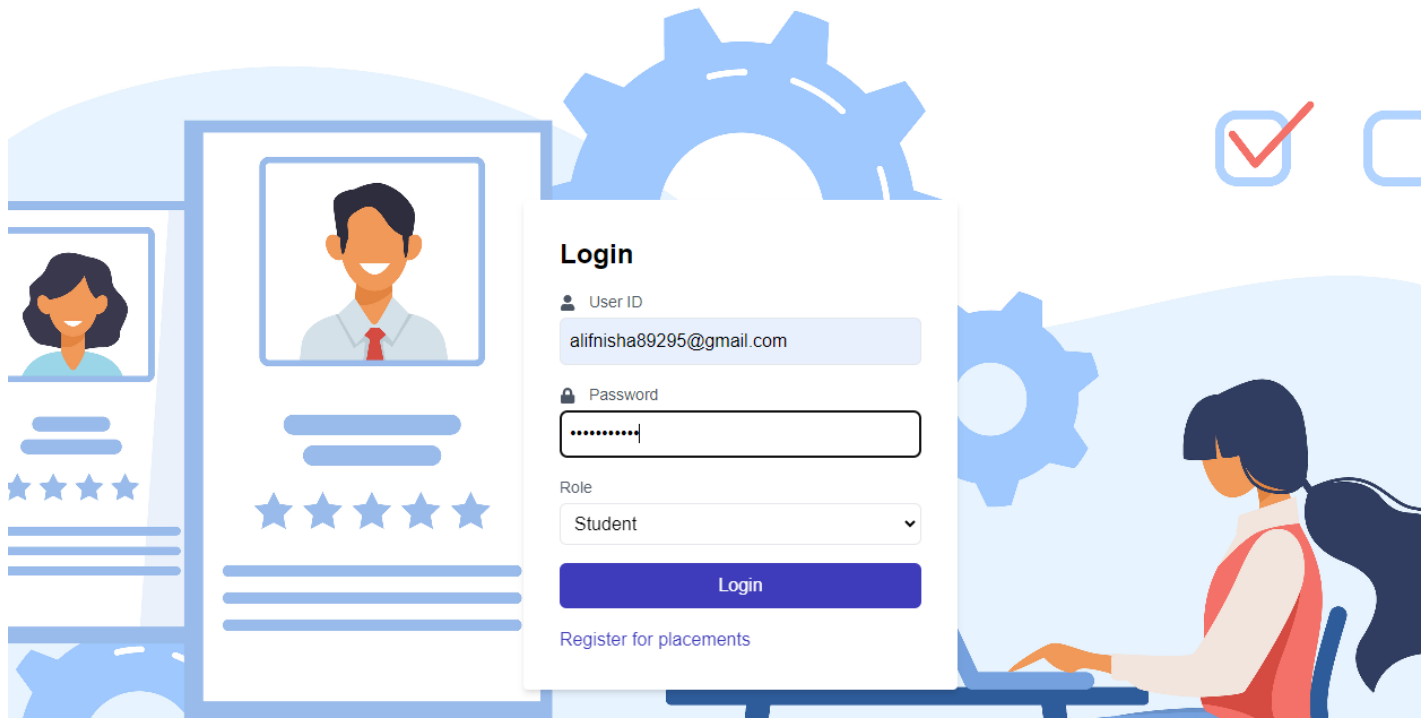 Login
User ID
alifnisha89295@gmail.com
Password
•••••••••••
Role
Student
Login
Register for placements